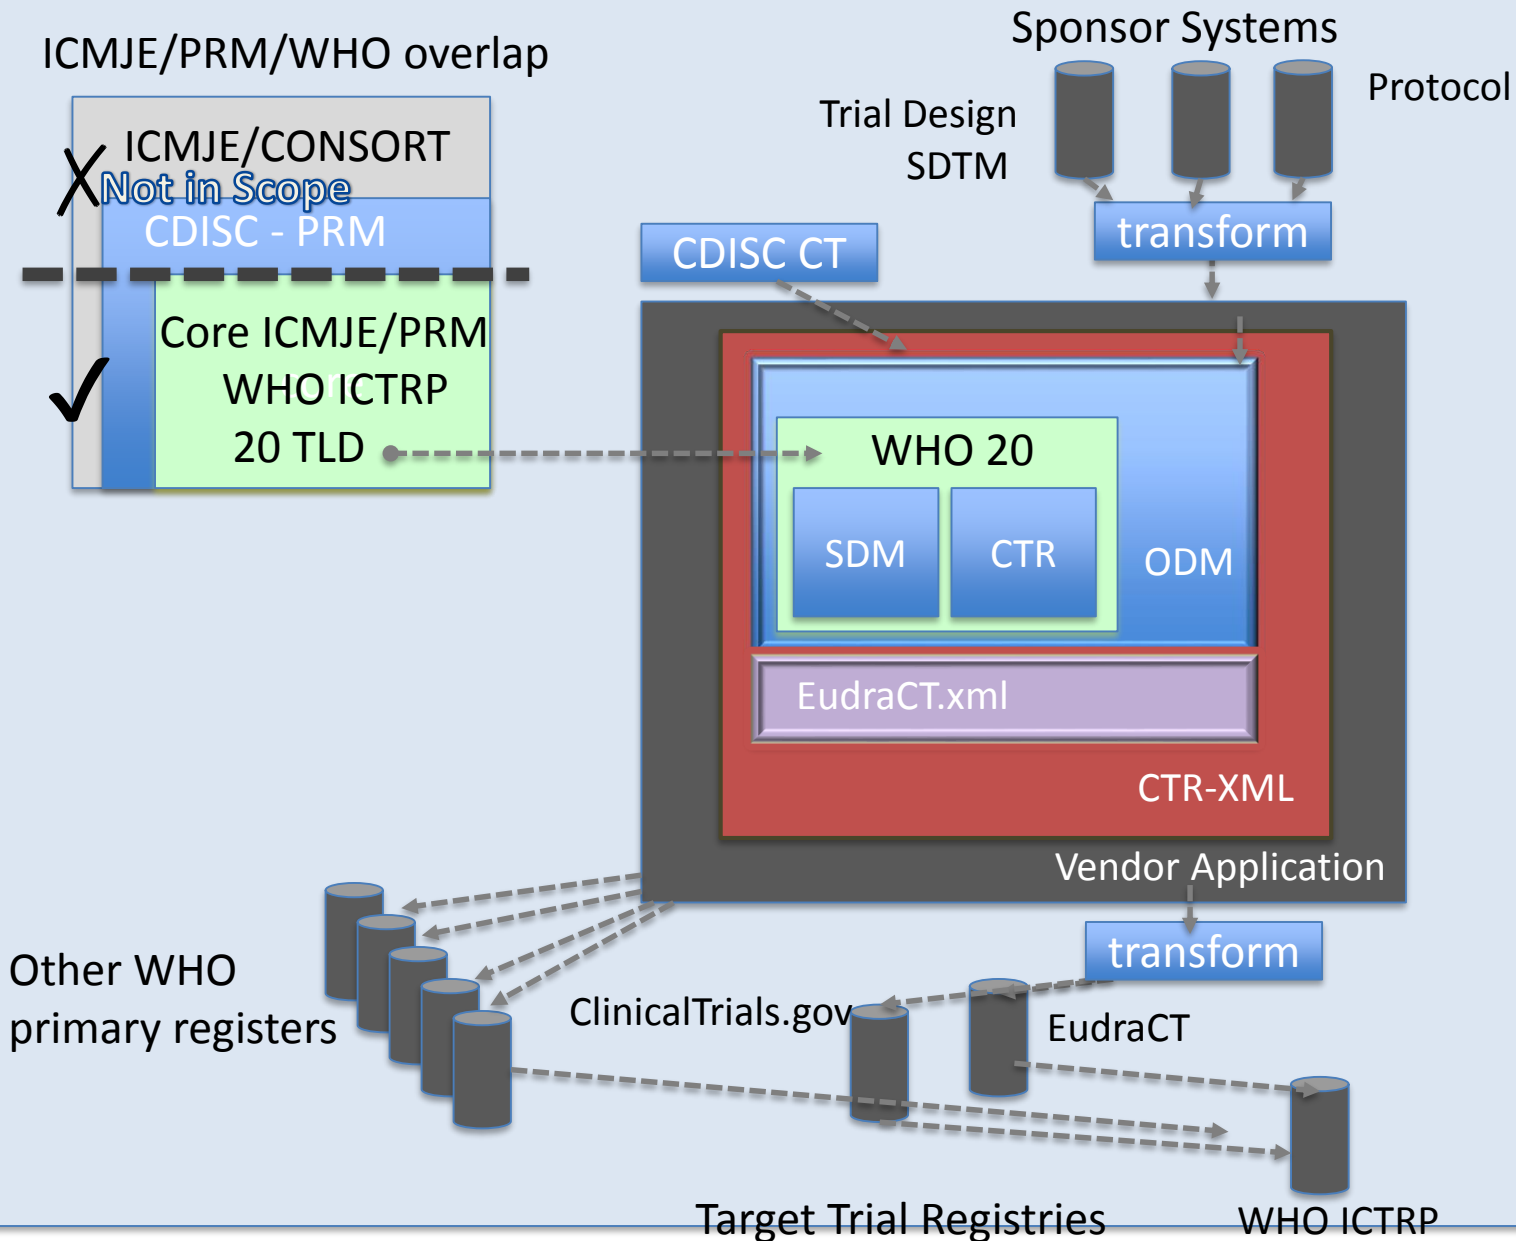 Sponsor Systems
ICMJE/PRM/WHO overlap
Protocol
Trial Design
SDTM
ICMJE/CONSORT
Not in Scope
CDISC - PRM
transform
CDISC CT
Core ICMJE/PRM
WHO ICTRP
20 TLD
WHO 20
SDM
CTR
ODM
EudraCT.xml
CTR-XML
Vendor Application
transform
Other WHO
primary registers
ClinicalTrials.gov
EudraCT
Target Trial Registries
WHO ICTRP